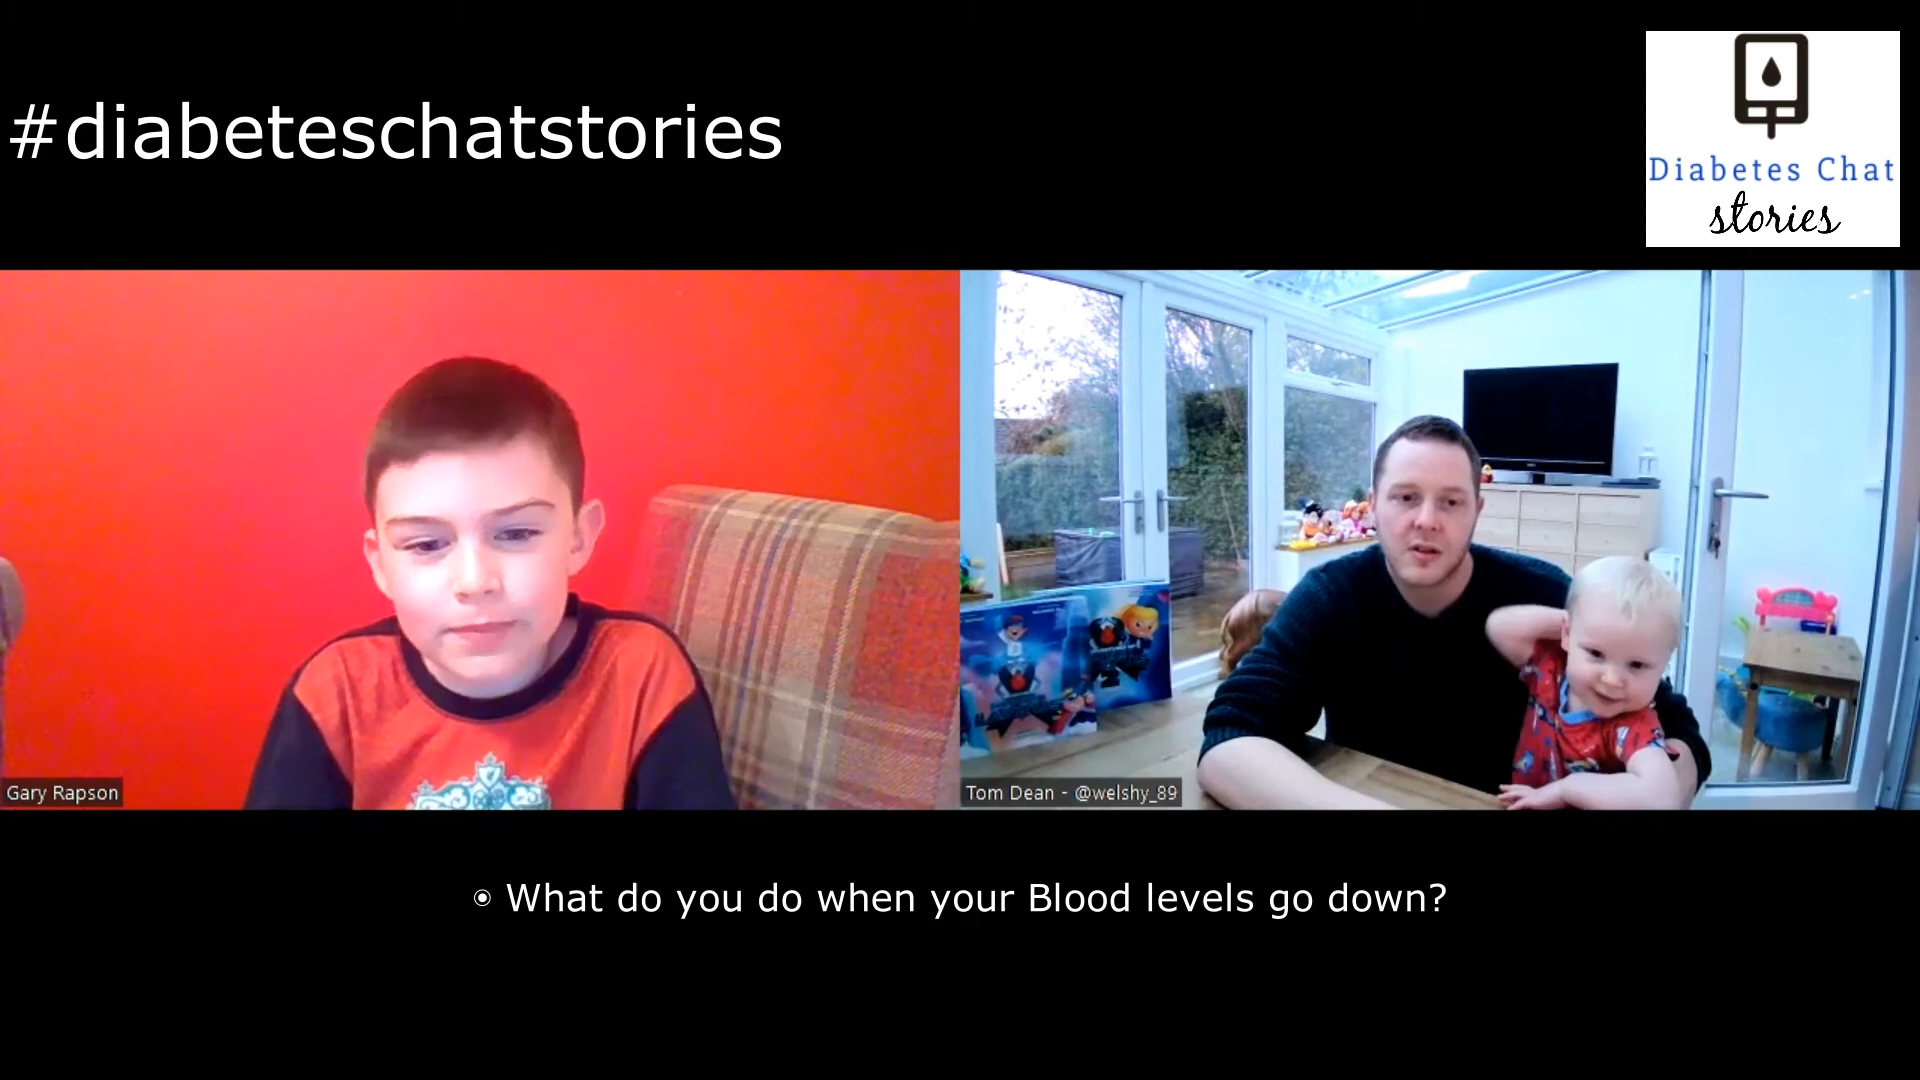 #diabeteschatstories
Diabetes Chat
stories
Gary Rapson
Tom Dean - @welshy_89
What do you do when your Blood levels go down?